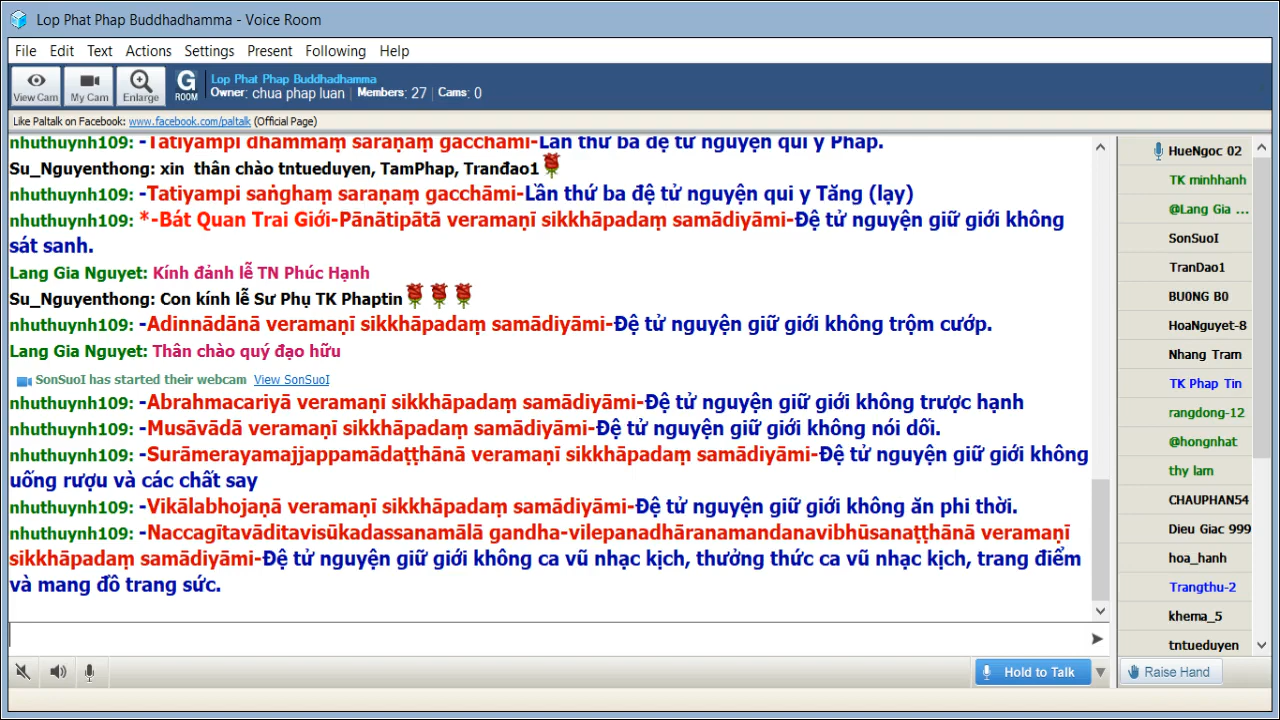 Lop Phat Phap Buddhadhamma - Voice Room
File Edit Text Actions Settings Present Following Help
View Cam My Cam Enlarge G ROOM
Lop Phat Phap Buddhadhamma
Owner: chua phap luan | Members: 27 | Cams: 0
Like Paltalk on Facebook: www.facebook.com/paltalk (Official Page)
nhuthuynh109: -Tatiyampi dhammaṃ saraṇaṃ gacchāmi-Lần thứ ba đệ tử nguyện qui y Pháp.
Su_Nguyenthong: xin thân chào tntueduyen, TamPhap, Tranđao1
nhuthuynh109: -Tatiyampi saṅghaṃ saraṇaṃ gacchāmi-Lần thứ ba đệ tử nguyện qui y Tăng (lạy)
nhuthuynh109: *-Bát Quan Trai Giới-Pānātipātā veramaṇī sikkhāpadaṃ samādiyāmi-Đệ tử nguyện giữ giới không
sát sanh.
Lang Gia Nguyet: Kính đảnh lễ TN Phúc Hạnh
Su_Nguyenthong: Con kính lễ Sư Phụ TK Phaptin
nhuthuynh109: -Adinnādānā veramaṇī sikkhāpadaṃ samādiyāmi-Đệ tử nguyện giữ giới không trộm cướp.
Lang Gia Nguyet: Thân chào quý đạo hữu
SonSuoI has started their webcam View SonSuoI
nhuthuynh109: -Abrahmacariyā veramaṇī sikkhāpadaṃ samādiyāmi-Đệ tử nguyện giữ giới không trược hạnh
nhuthuynh109: -Musāvādā veramaṇī sikkhāpadaṃ samādiyāmi-Đệ tử nguyện giữ giới không nói dối.
nhuthuynh109: -Surāmerayamajjappamādaṭṭhānā veramaṇī sikkhāpadaṃ samādiyāmi-Đệ tử nguyện giữ giới không
uống rượu và các chất say
nhuthuynh109: -Vikālabhojaṇā veramaṇī sikkhāpadaṃ samādiyāmi-Đệ tử nguyện giữ giới không ăn phi thời.
nhuthuynh109: -Naccagītavāditavisūkadassanamālā gandha-vilepanadhāranamandanavibhūsanaṭṭhānā veramaṇī
sikkhāpadaṃ samādiyāmi-Đệ tử nguyện giữ giới không ca vũ nhạc kịch, thưởng thức ca vũ nhạc kịch, trang điểm
và mang đồ trang sức.
HueNgoc 02
TK minhhanh
@Lang Gia ...
SonSuoI
TranDao1
BU0NG B0
HoaNguyet-8
Nhang Tram
TK Phap Tin
rangdong-12
@hongnhat
thy lam
CHAUPHAN54
Dieu Giac 999
hoa_hanh
Trangthu-2
khema_5
tntueduyen
Hold to Talk
Raise Hand